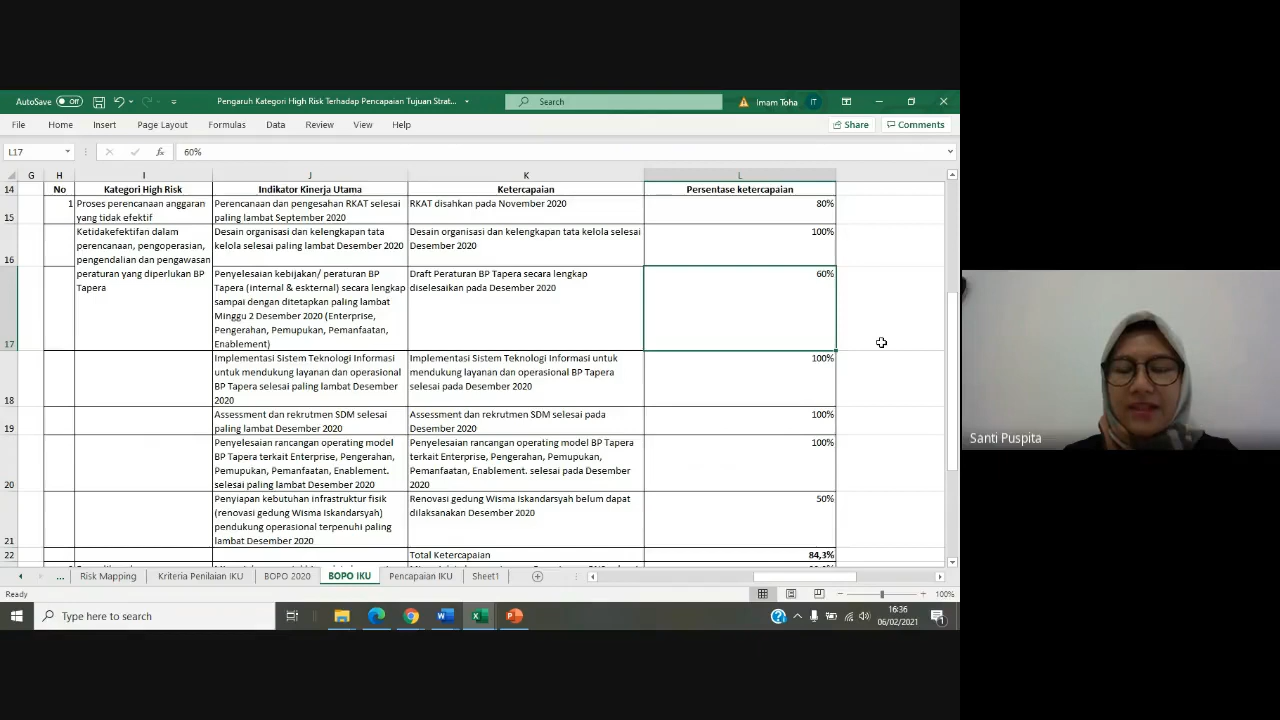 AutoSave Off
Pengaruh Kategori High Risk Terhadap Pencapaian Tujuan Strat...
Search
Imam Toha IT
File Home Insert Page Layout Formulas Data Review View Help
Share Comments
L17 fx 60%
G H I J K L
14 No Kategori High Risk Indikator Kinerja Utama Ketercapaian Persentase ketercapaian
15
1
Proses perencanaan anggaran
yang tidak efektif
Perencanaan dan pengesahan RKAT selesai
paling lambat September 2020
RKAT disahkan pada November 2020
80%
16
Ketidakefektifan dalam
perencanaan, pengoperasian,
pengendalian dan pengawasan
peraturan yang diperlukan BP
Tapera
Desain organisasi dan kelengkapan tata
kelola selesai paling lambat Desember 2020
Desain organisasi dan kelengkapan tata kelola selesai
Desember 2020
100%
17
Penyelesaian kebijakan/ peraturan BP
Tapera (internal & eskternal) secara lengkap
sampai dengan ditetapkan paling lambat
Minggu 2 Desember 2020 (Enterprise,
Pengerahan, Pemupukan, Pemanfaatan,
Enablement)
Draft Peraturan BP Tapera secara lengkap
diselesaikan pada Desember 2020
60%
18
Implementasi Sistem Teknologi Informasi
untuk mendukung layanan dan operasional
BP Tapera selesai paling lambat Desember
2020
Implementasi Sistem Teknologi Informasi untuk
mendukung layanan dan operasional BP Tapera
selesai pada Desember 2020
100%
19
Assessment dan rekrutmen SDM selesai
paling lambat Desember 2020
Assessment dan rekrutmen SDM selesai pada
Desember 2020
100%
20
Penyelesaian rancangan operating model
BP Tapera terkait Enterprise, Pengerahan,
Pemupukan, Pemanfaatan, Enablement.
selesai paling lambat Desember 2020
Penyelesaian rancangan operating model BP Tapera
terkait Enterprise, Pengerahan, Pemupukan,
Pemanfaatan, Enablement. selesai pada Desember
2020
100%
21
Penyiapan kebutuhan infrastruktur fisik
(renovasi gedung Wisma Iskandarsyah)
pendukung operasional terpenuhi paling
lambat Desember 2020
Renovasi gedung Wisma Iskandarsyah belum dapat
dilaksanakan Desember 2020
50%
22 Total Ketercapaian 84,3%
... Risk Mapping Kriteria Penilaian IKU BOPO 2020 BOPO IKU Pencapaian IKU Sheet1
Ready 100%
Type here to search
16:36
06/02/2021
1
Santi Puspita